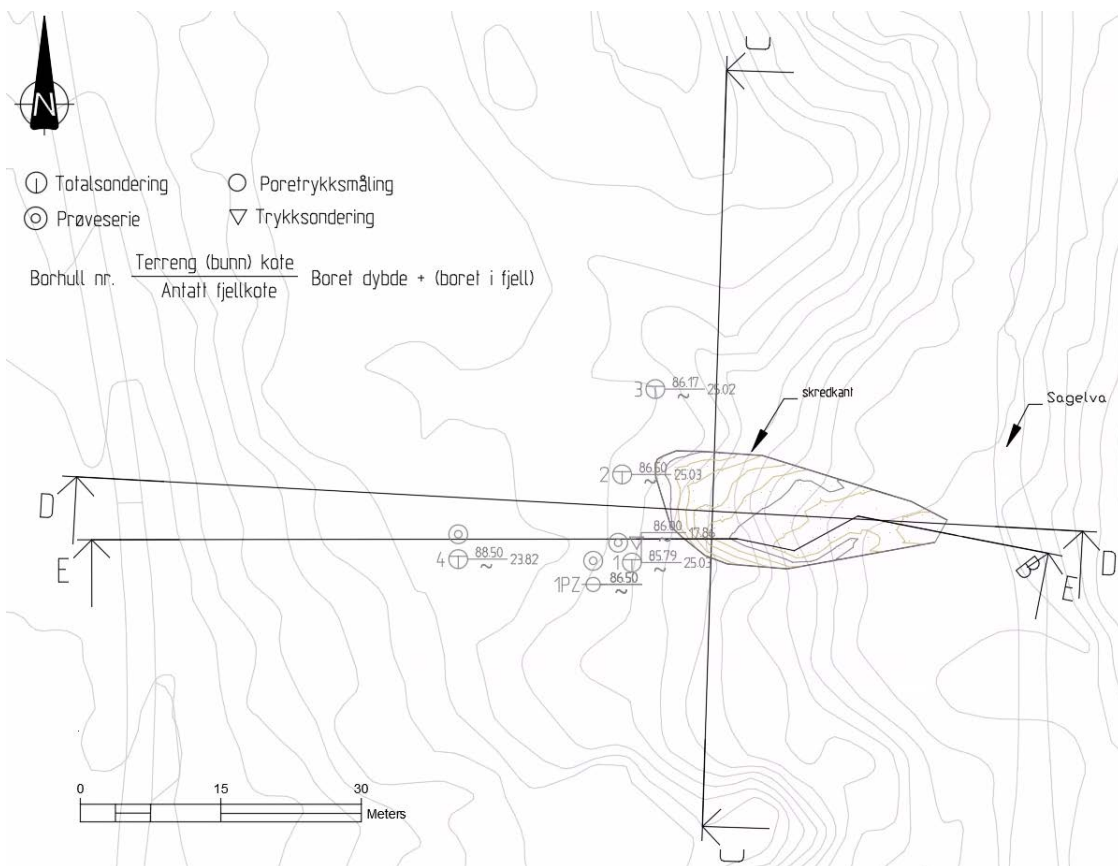 C
N
Totalsondering
Poretrykksmåling
Prøveserie
Trykksondering
Borhull nr. Terreng (bunn) kote Boret dybde + (boret i fjell)
Antatt fjellkote
3 86.17 25.02
~
skredkant
Sagelva
2 86.50 25.03
~
D
E
86.00 17.86
~
4 88.50 23.82
~
1 85.79 25.03
~
1PZ 86.50
~
B
E
D
0 15 30
Meters
C